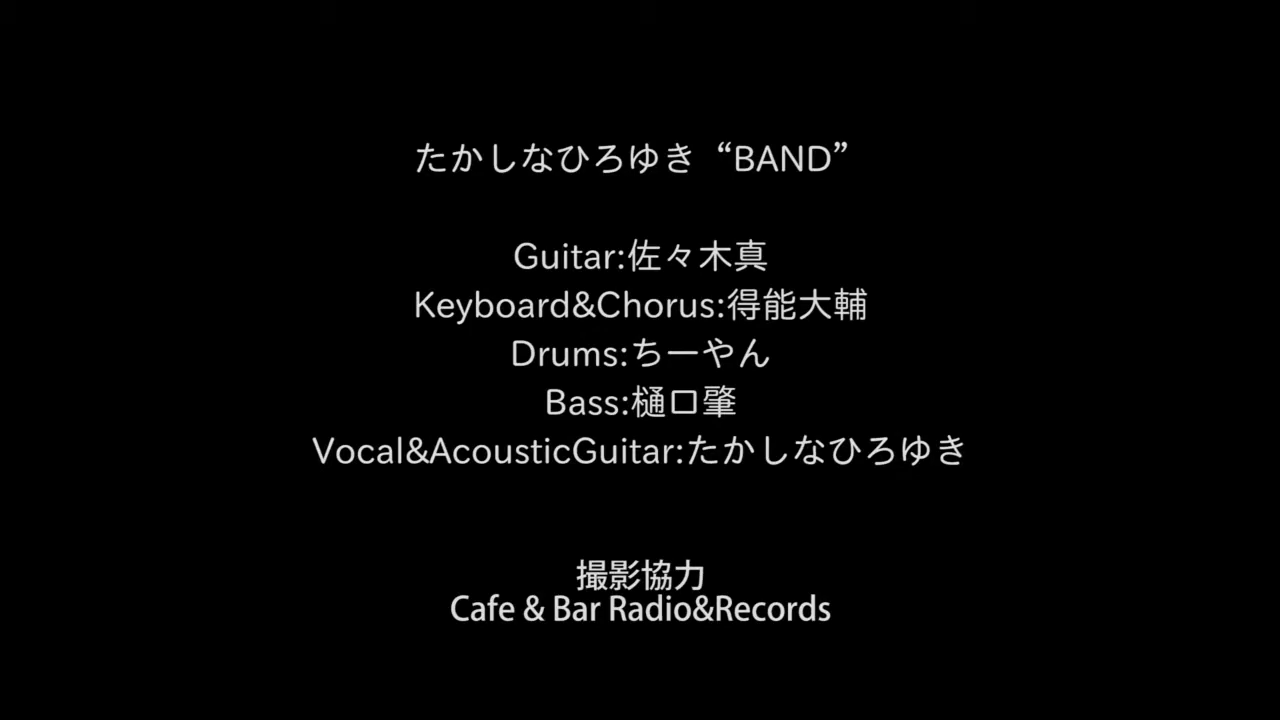 たかしなひろゆき “BAND”
Guitar:佐々木真
Keyboard&Chorus:得能大輔
Drums:ちーやん
Bass:樋口肇
Vocal&AcousticGuitar:たかしなひろゆき
撮影協力
Cafe & Bar Radio&Records